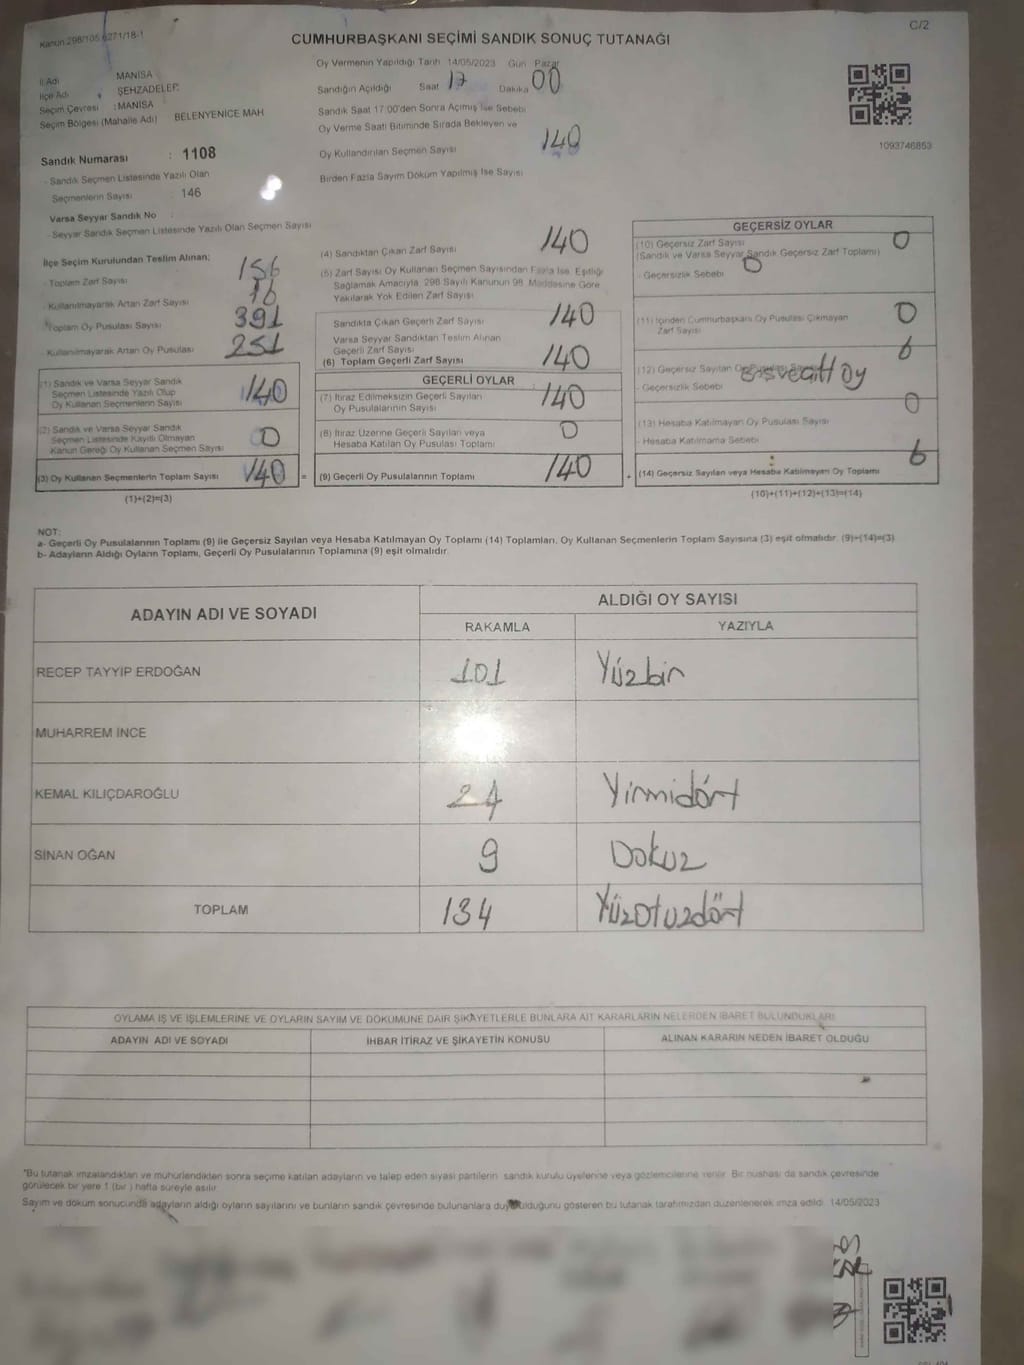 C/2
Kanun:298/105,6271/18-1
CUMHURBAŞKANI SEÇİMİ SANDIK SONUÇ TUTANAĞI
İl Adı MANİSA
İlçe Adı ŞEHZADELER
Seçim Çevresi : MANİSA
Seçim Bölgesi (Mahalle Adı) BELENYENİCE MAH
Sandık Numarası : 1108
- Sandık Seçmen Listesinde Yazılı Olan
Seçmenlerin Sayısı : 146
Varsa Seyyar Sandık No :
- Seyyar Sandık Seçmen Listesinde Yazılı Olan Seçmen Sayısı
Oy Vermenin Yapıldığı Tarih 14/05/2023 Gün Pazar
Sandığın Açıldığı Saat 17 Dakika 00
Sandık Saat 17:00'den Sonra Açımış İse Sebebi
Oy Verme Saati Bitiminde Sırada Bekleyen ve
Oy Kullandırılan Seçmen Sayısı 140
Birden Fazla Sayım Döküm Yapılmış İse Sayısı
1093746853
İlçe Seçim Kurulundan Teslim Alınan;
- Toplam Zarf Sayısı 156
- Kullanılmayarak Artan Zarf Sayısı 16
- Toplam Oy Pusulası Sayısı 391
- Kullanılmayarak Artan Oy Pusulası 251
(1) Sandık ve Varsa Seyyar Sandık
Seçmen Listesinde Yazılı Olup
Oy Kullanan Seçmenlerin Sayısı 140
(2) Sandık ve Varsa Seyyar Sandık
Seçmen Listesinde Kayıtlı Olmayan
Kanun Gereği Oy Kullanan Seçmen Sayısı 0
(3) Oy Kullanan Seçmenlerin Toplam Sayısı 140 =
(1)+(2)=(3)
(4) Sandıktan Çıkan Zarf Sayısı 140
(5) Zarf Sayısı Oy Kullanan Seçmen Sayısından Fazla İse, Eşitliği
Sağlamak Amacıyla, 298 Sayılı Kanunun 98. Maddesine Göre
Yakılarak Yok Edilen Zarf Sayısı
Sandıkta Çıkan Geçerli Zarf Sayısı 140
Varsa Seyyar Sandıktan Teslim Alınan
Geçerli Zarf Sayısı
(6) Toplam Geçerli Zarf Sayısı 140
GEÇERLİ OYLAR
(7) İtiraz Edilmeksizin Geçerli Sayılan
Oy Pusulalarının Sayısı 140
(8) İtiraz Üzerine Geçerli Sayılan veya
Hesaba Katılan Oy Pusulası Toplamı 0
(9) Geçerli Oy Pusulalarının Toplamı 140 +
GEÇERSİZ OYLAR
(10) Geçersiz Zarf Sayısı 0
(Sandık ve Varsa Seyyar Sandık Geçersiz Zarf Toplamı)
- Geçersizlik Sebebi 0
(11) İçinden Cumhurbaşkanı Oy Pusulası Çıkmayan
Zarf Sayısı 0
(12) Geçersiz Sayılan 6
- Geçersizlik Sebebi
Oy
(13) Hesaba Katılmayan Oy Pusulası Sayısı 0
- Hesaba Katılmama Sebebi :
(14) Geçersiz Sayılan veya Hesaba Katılmayan Oy Toplamı 6
(10)+(11)+(12)+(13)=(14)
NOT:
a- Geçerli Oy Pusulalarının Toplamı (9) ile Geçersiz Sayılan veya Hesaba Katılmayan Oy Toplamı (14) Toplamları, Oy Kullanan Seçmenlerin Toplam Sayısına (3) eşit olmalıdır. (9)+(14)=(3)
b- Adayların Aldığı Oyların Toplamı, Geçerli Oy Pusulalarının Toplamına (9) eşit olmalıdır.
ADAYIN ADI VE SOYADI
ALDIĞI OY SAYISI
RAKAMLA YAZIYLA
RECEP TAYYİP ERDOĞAN 101 Yüzbir
MUHARREM İNCE
KEMAL KILIÇDAROĞLU 24 Yirmidört
SİNAN OĞAN 9 Dokuz
TOPLAM 134 Yüzotuzdört
OYLAMA İŞ VE İŞLEMLERİNE VE OYLARIN SAYIM VE DÖKÜMÜNE DAİR ŞİKAYETLERLE BUNLARA AİT KARARLARIN NELERDEN İBARET BULUNDUKLARI
ADAYIN ADI VE SOYADI İHBAR İTİRAZ VE ŞİKAYETİN KONUSU ALINAN KARARIN NEDEN İBARET OLDUĞU
*Bu tutanak imzalandıktan ve mühürlendikten sonra seçime katılan adayların ve talep eden siyasi partilerin sandık kurulu üyelerine veya gözlemcilerine verilir. Bir nüshası da sandık çevresinde
görülecek bir yere 1 (bir ) hafta süreyle asılır.
Sayım ve döküm sonucunda adayların aldığı oyların sayılarını ve bunların sandık çevresinde bulunanlara duyurulduğunu gösteren bu tutanak tarafımızdan düzenlenerek imza edildi. 14/05/2023